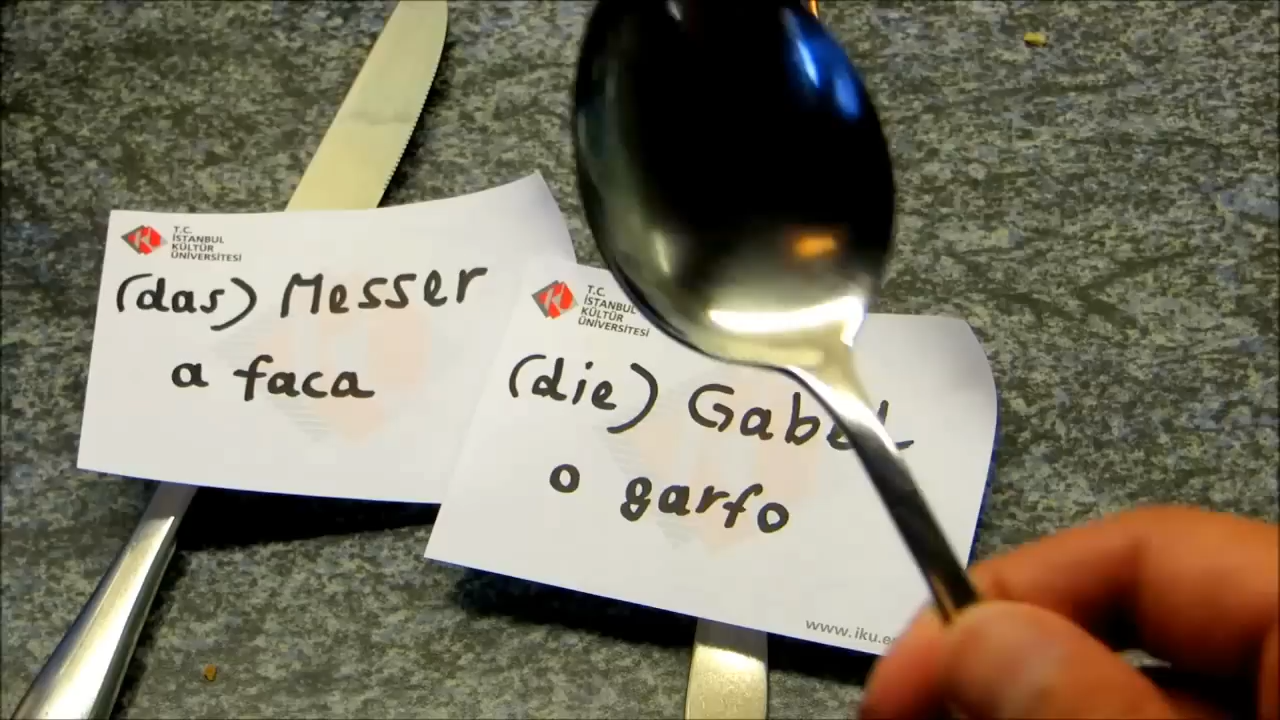 T.C.
İSTANBUL
KÜLTÜR
ÜNİVERSİTESİ
(das) Messer
a faca
T.C.
İSTANBUL
KÜLTÜR
ÜNİVERSİTESİ
(die) Gabel
o garfo